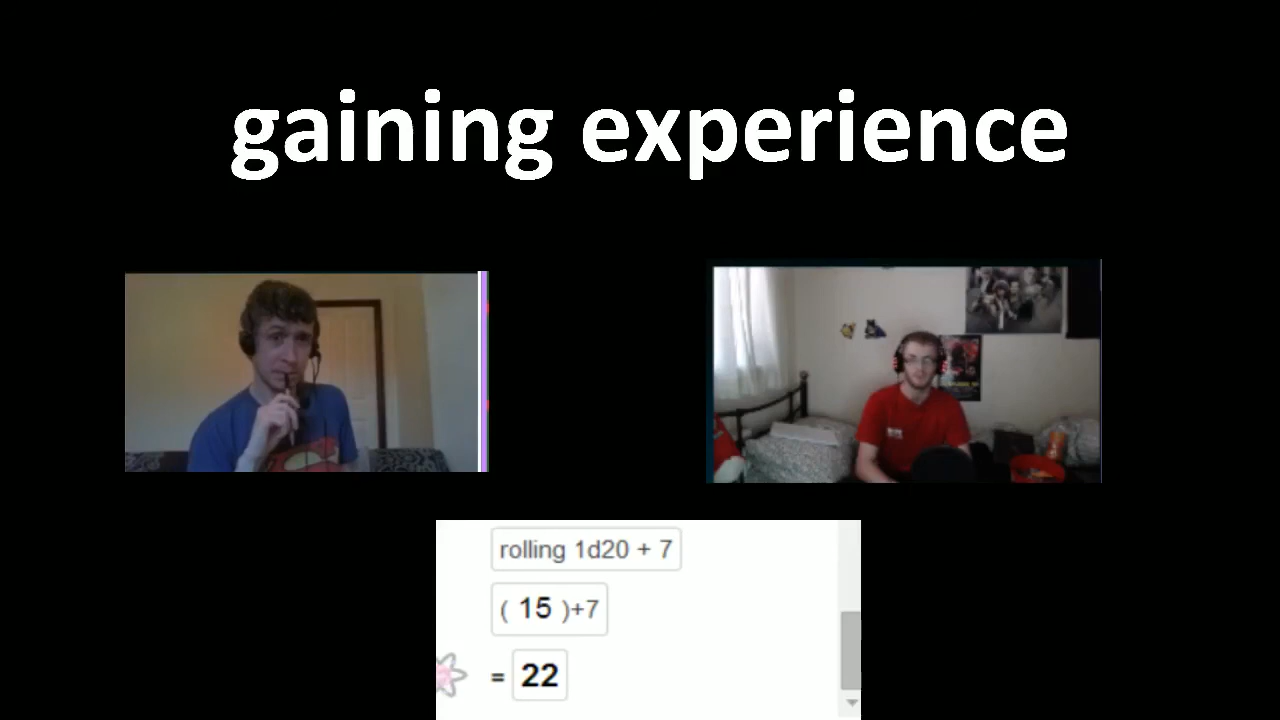 gaining experience
rolling 1d20 + 7
( 15 )+7
= 22